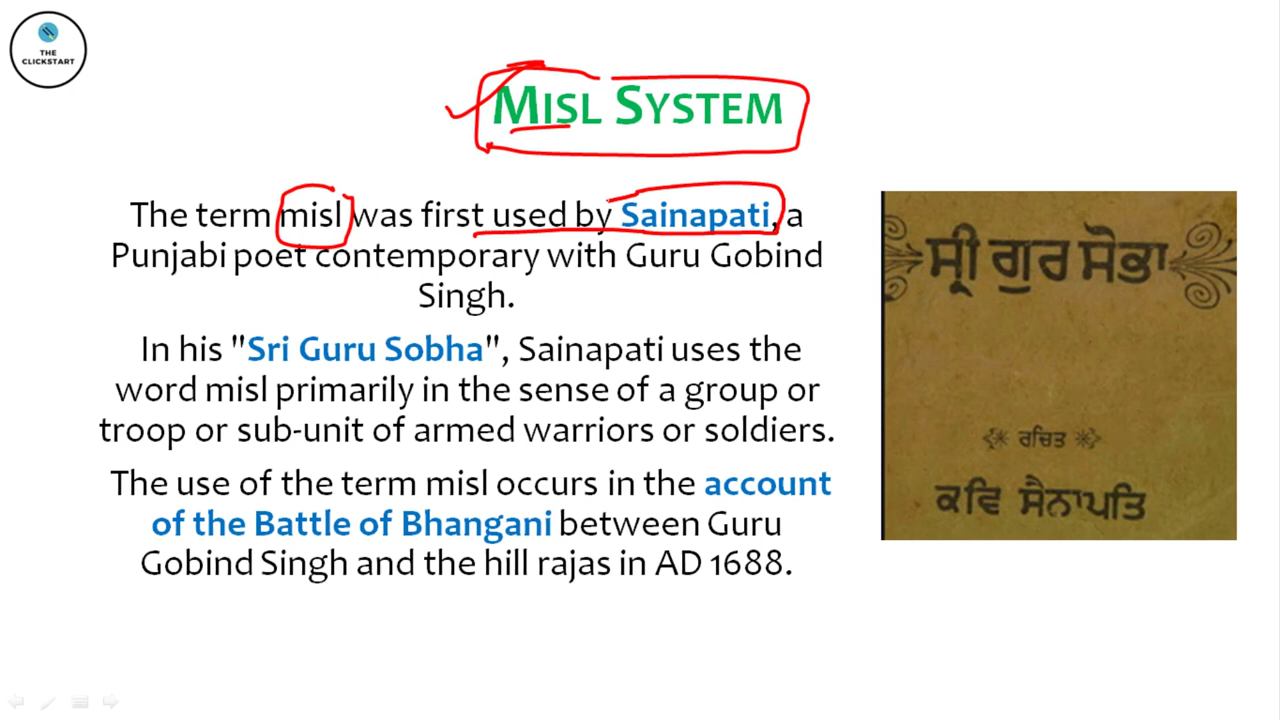 THE
CLICKSTART
MISL SYSTEM
The term misl was first used by Sainapati, a
Punjabi poet contemporary with Guru Gobind
Singh.
In his "Sri Guru Sobha", Sainapati uses the
word misl primarily in the sense of a group or
troop or sub-unit of armed warriors or soldiers.
The use of the term misl occurs in the account
of the Battle of Bhangani between Guru
Gobind Singh and the hill rajas in AD 1688.
ਸ੍ਰੀ ਗੁਰ ਸੋਭਾ
ਰਚਿਤ
ਕਵਿ ਸੈਨਾਪਤਿ